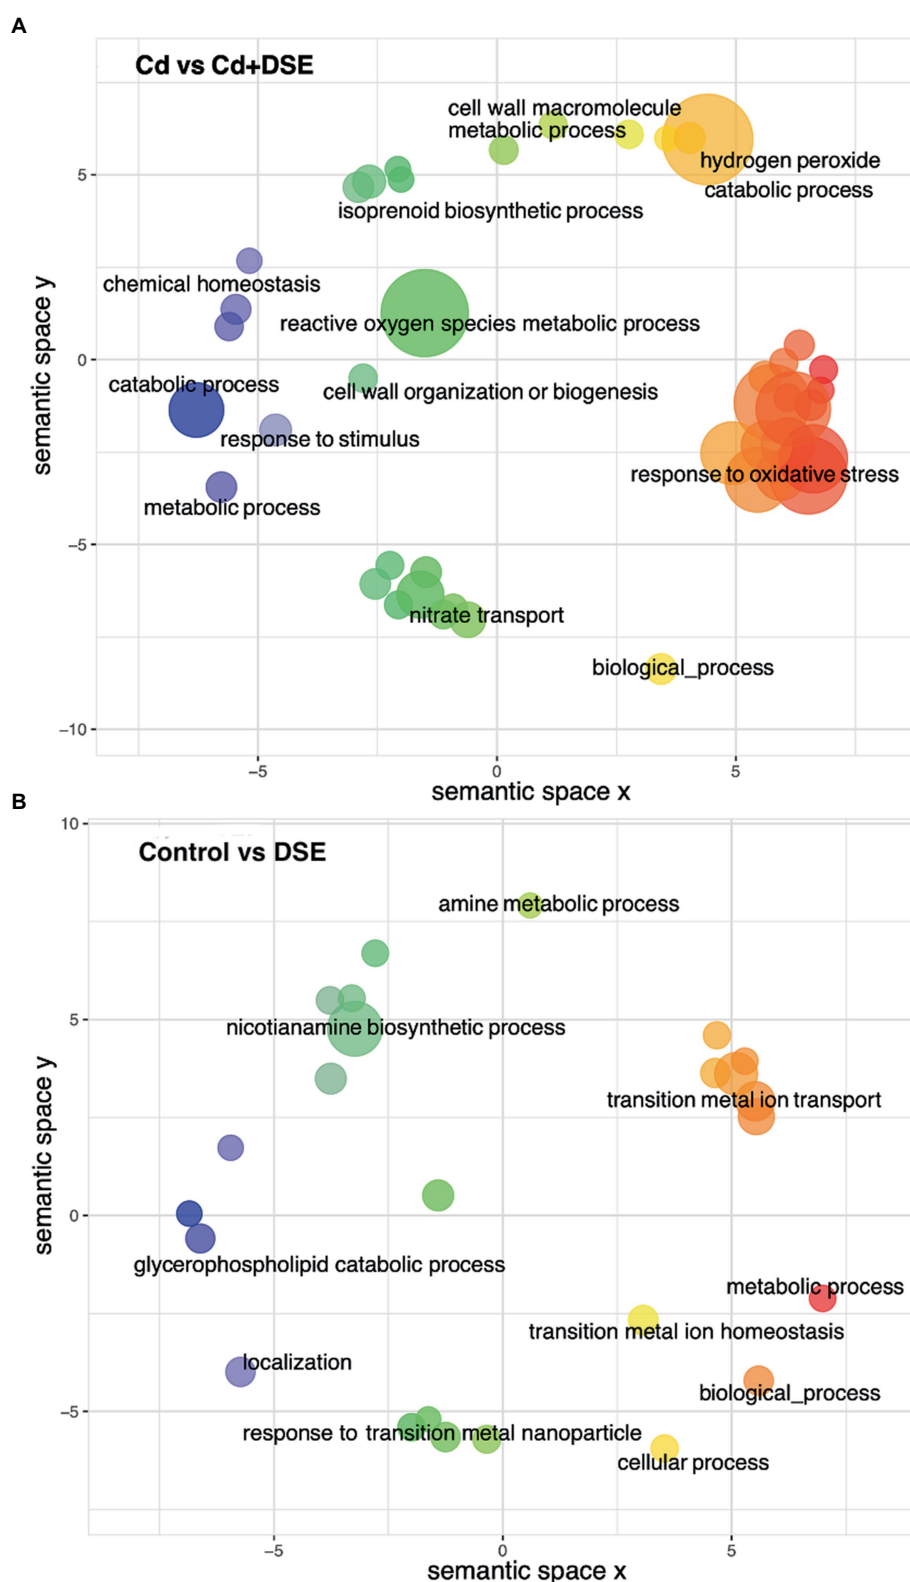 A
Cd vs Cd+DSE
cell wall macromolecule
metabolic process
hydrogen peroxide
catabolic process
isoprenoid biosynthetic process
chemical homeostasis
reactive oxygen species metabolic process
catabolic process
cell wall organization or biogenesis
response to stimulus
response to oxidative stress
metabolic process
nitrate transport
biological_process
5
0
−5
−10
semantic space y
−5
0
5
semantic space x
B
Control vs DSE
amine metabolic process
nicotianamine biosynthetic process
transition metal ion transport
glycerophospholipid catabolic process
metabolic process
transition metal ion homeostasis
localization
biological_process
response to transition metal nanoparticle
cellular process
10
5
0
−5
semantic space y
−5
0
5
semantic space x